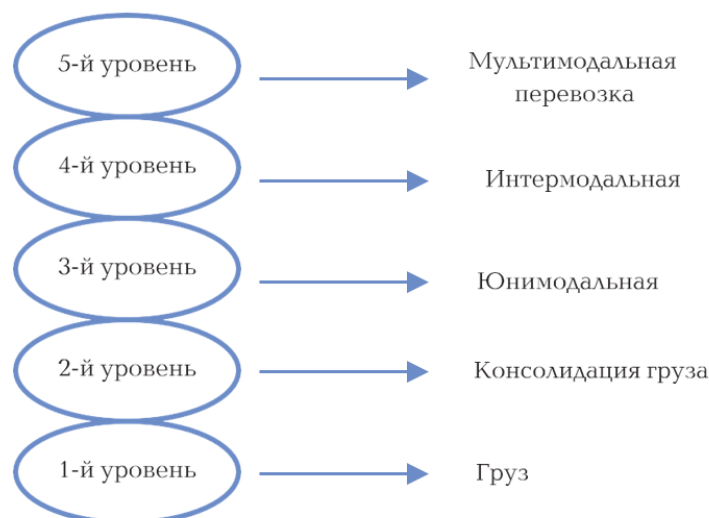 5-й уровень
Мультимодальная
перевозка
4-й уровень
Интермодальная
3-й уровень
Юнимодальная
2-й уровень
Консолидация груза
1-й уровень
Груз